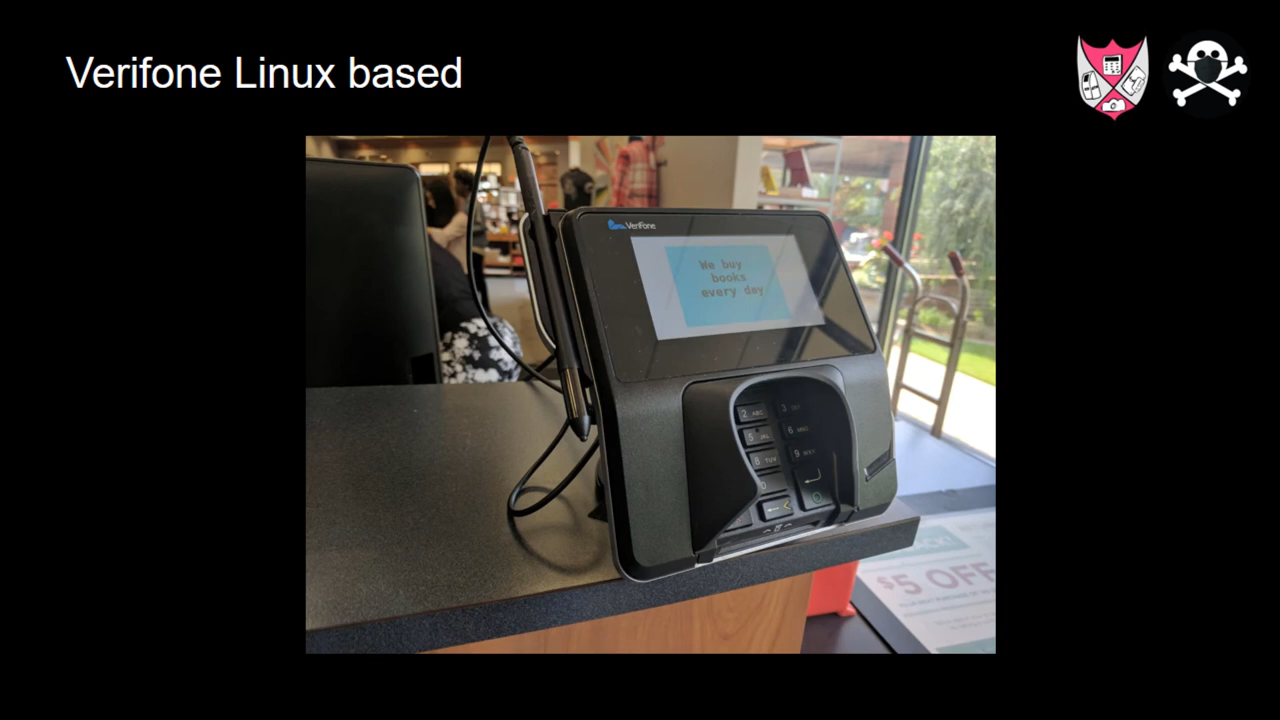 Verifone Linux based
VeriFone
We buy
books
every day
2 ABC
3
5 JKL
6 MNO
8 TUV
9 WXY
0
$5 OFF